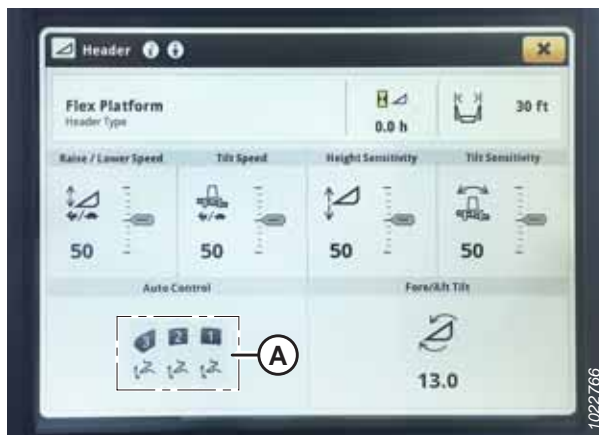 Header
Flex Platform
Header Type
0.0 h
30 ft
Raise / Lower Speed
Tilt Speed
Height Sensitivity
Tilt Sensitivity
50
50
50
50
Auto Control
Fore/Aft Tilt
3 2 1
A
13.0
1022766